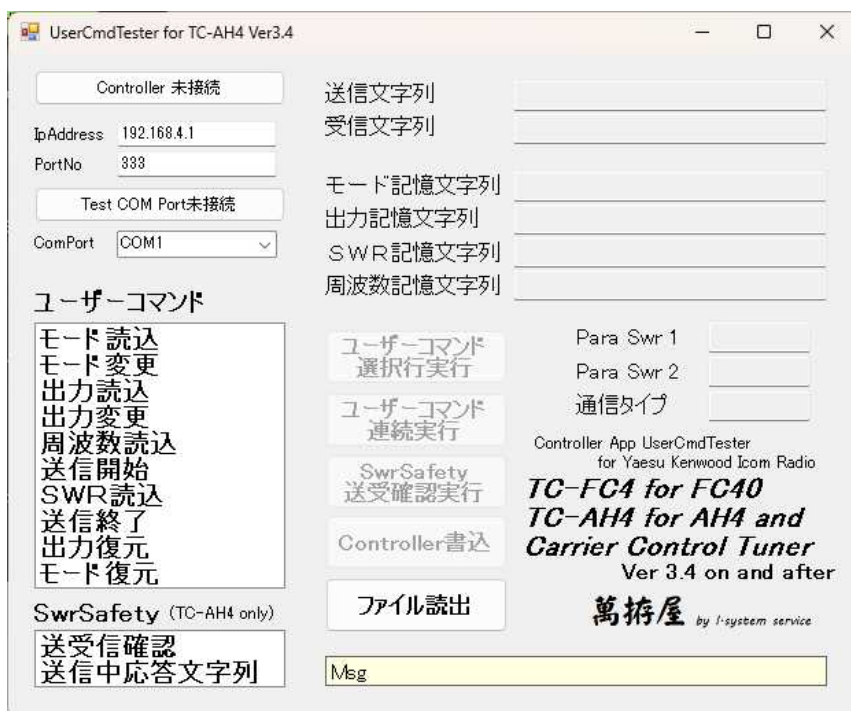 UserCmdTester for TC-AH4 Ver3.4
Controller 未接続
IpAddress 192.168.4.1
PortNo 333
Test COM Port未接続
ComPort COM1
ユーザーコマンド
モード読込
モード変更
出力読込
出力変更
周波数読込
送信開始
SWR読込
送信終了
出力復元
モード復元
SwrSafety (TC-AH4 only)
送受信確認
送信中応答文字列
送信文字列
受信文字列
モード記憶文字列
出力記憶文字列
SWR記憶文字列
周波数記憶文字列
ユーザーコマンド
選択行実行
ユーザーコマンド
連続実行
SwrSafety
送受確認実行
Controller書込
ファイル読出
Para Swr 1
Para Swr 2
通信タイプ
Controller App UserCmdTester
for Yaesu Kenwood Icom Radio
TC-FC4 for FC40
TC-AH4 for AH4 and
Carrier Control Tuner
Ver 3.4 on and after
萬拵屋 by I-system service
Msg